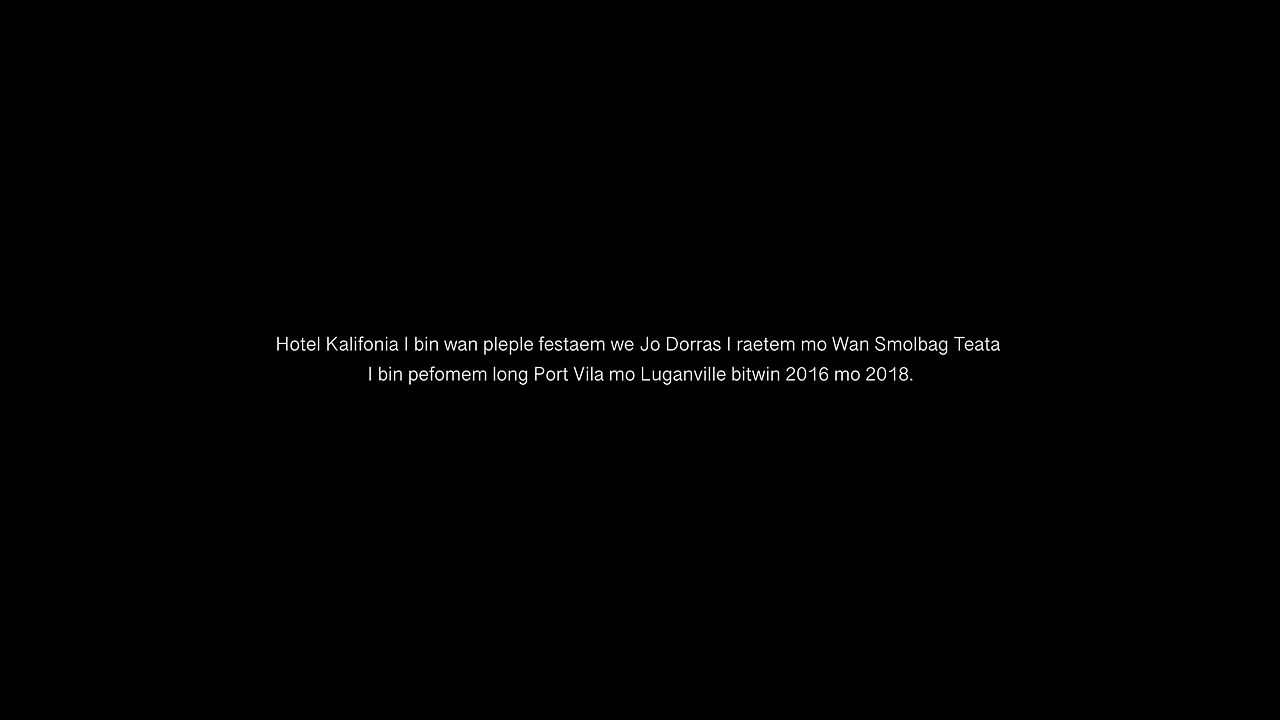 Hotel Kalifonia I bin wan pleple festaem we Jo Dorras I raetem mo Wan Smolbag Teata
I bin pefomem long Port Vila mo Luganville bitwin 2016 mo 2018.